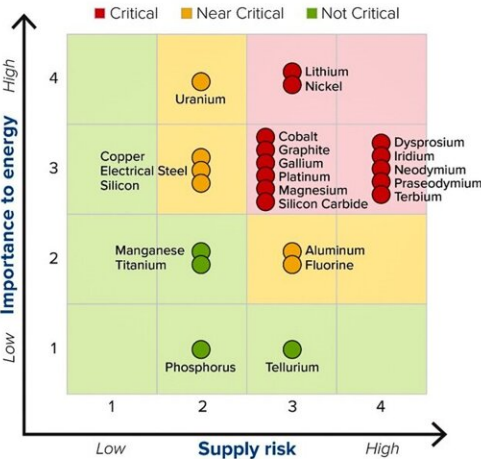 Critical Near Critical Not Critical
Importance to energy
High
Low
4
3
2
1
Uranium
Lithium
Nickel
Copper
Electrical Steel
Silicon
Cobalt
Graphite
Gallium
Platinum
Magnesium
Silicon Carbide
Dysprosium
Iridium
Neodymium
Praseodymium
Terbium
Manganese
Titanium
Aluminum
Fluorine
Phosphorus
Tellurium
1 2 3 4
Low Supply risk High